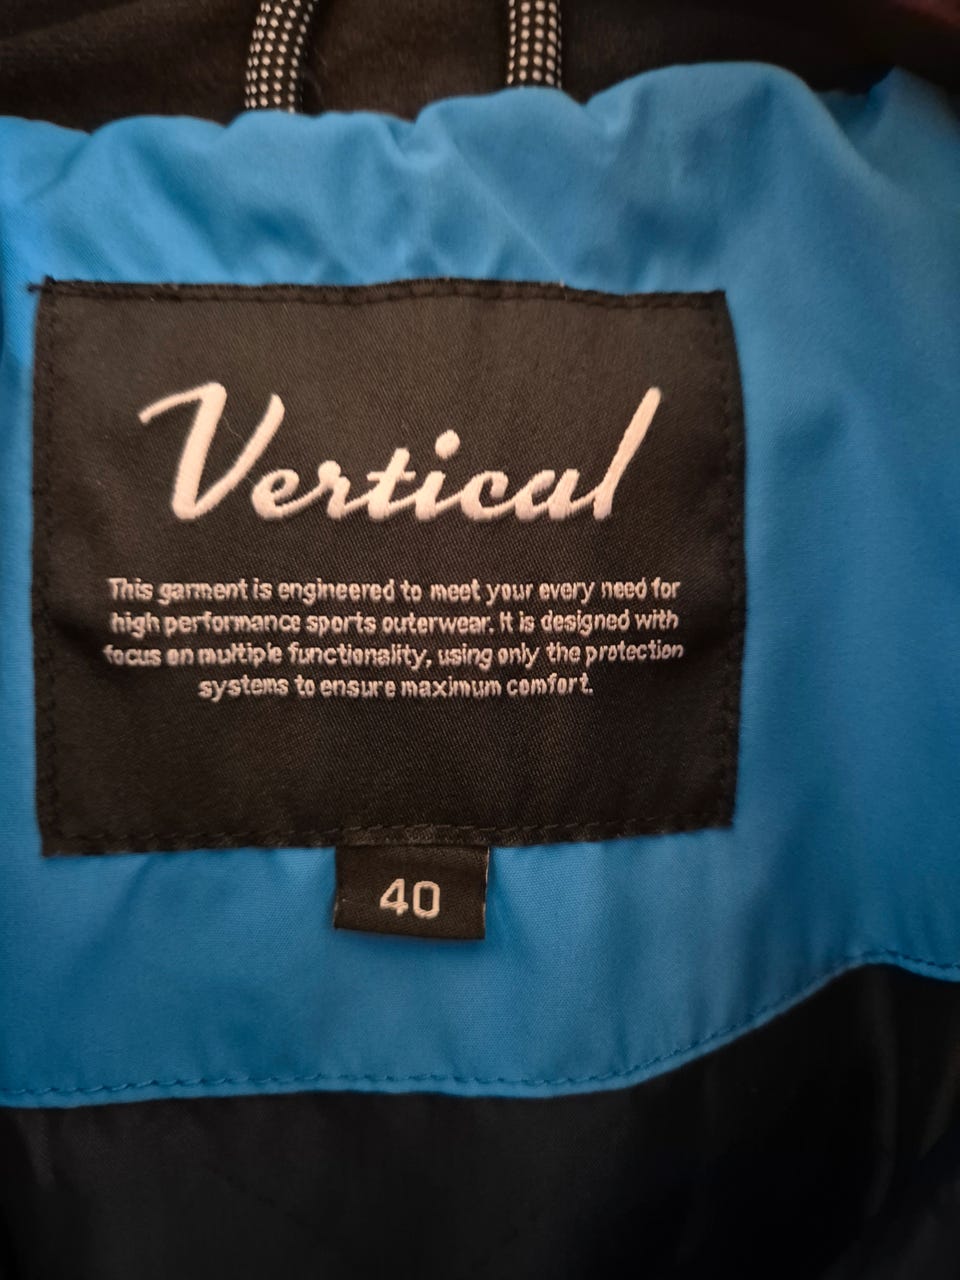 Vertical
This garment is engineered to meet your every need for
high performance sports outerwear. It is designed with
focus on multiple functionality, using only the protection
systems to ensure maximum comfort.
40